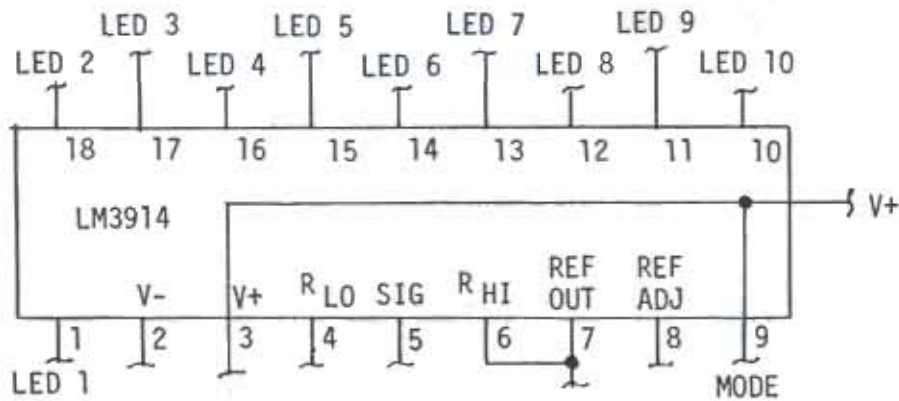 LED 3 LED 5 LED 7 LED 9
LED 2 LED 4 LED 6 LED 8 LED 10
18 17 16 15 14 13 12 11 10
LM3914
V+
V- V+ R LO SIG R HI REF OUT REF ADJ
1 2 3 4 5 6 7 8 9
LED 1
MODE